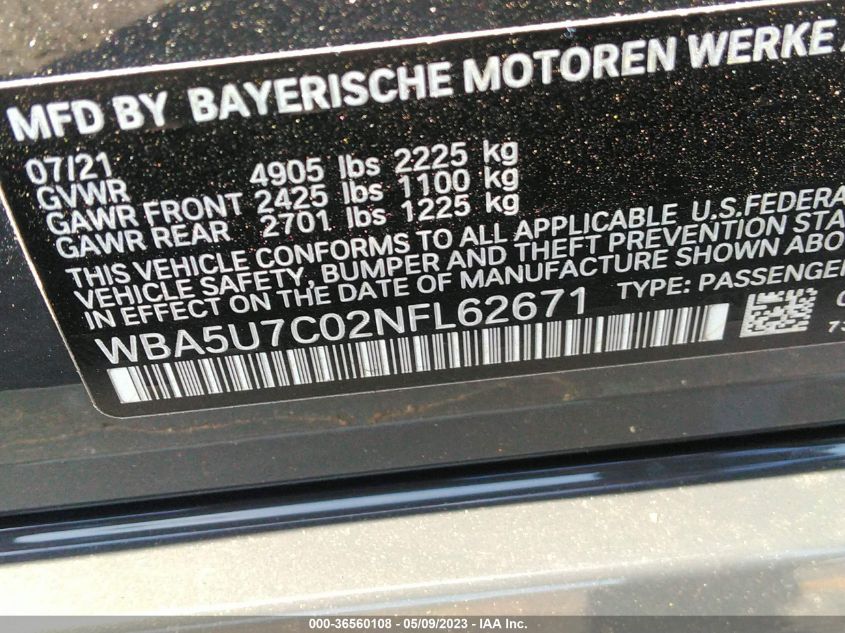 MFD BY BAYERISCHE MOTOREN WERKE
07/21
GVWR 4905 lbs 2225 kg
GAWR FRONT 2425 lbs 1100 kg
GAWR REAR 2701 lbs 1225 kg
THIS VEHICLE CONFORMS TO ALL APPLICABLE U.S.FEDERA
VEHICLE SAFETY, BUMPER AND THEFT PREVENTION STA
IN EFFECT ON THE DATE OF MANUFACTURE SHOWN ABO
WBA5U7C02NFL62671 TYPE: PASSENGE
000-36560108 - 05/09/2023 - IAA Inc.